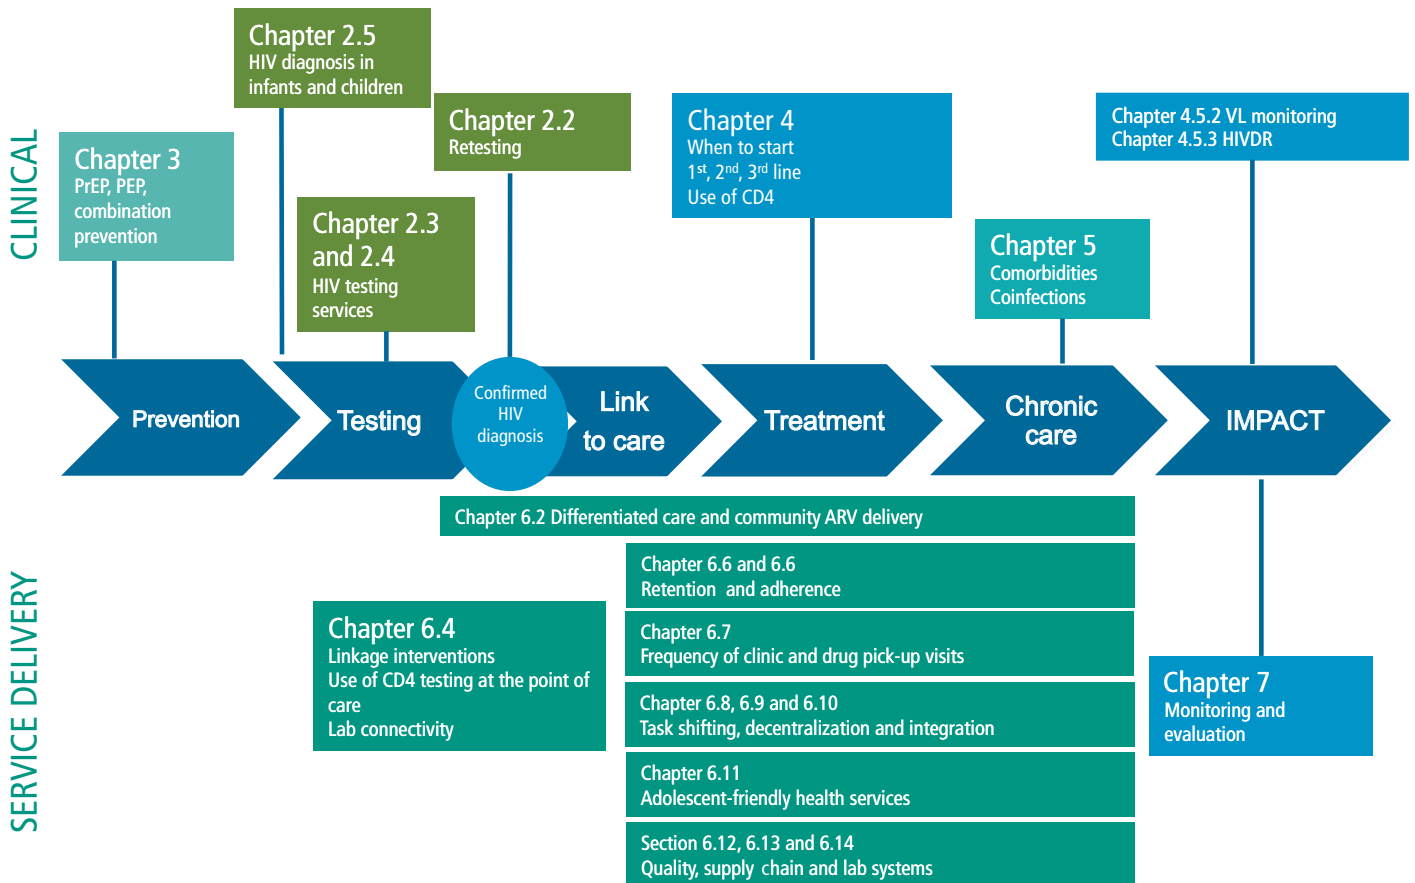 CLINICAL
Chapter 3
PrEP, PEP,
combination
prevention
Chapter 2.5
HIV diagnosis in
infants and children
Chapter 2.3
and 2.4
HIV testing
services
Chapter 2.2
Retesting
Chapter 4
When to start
1st, 2nd, 3rd line
Use of CD4
Chapter 5
Comorbidities
Coinfections
Chapter 4.5.2 VL monitoring
Chapter 4.5.3 HIVDR
Prevention
Testing
Confirmed
HIV
diagnosis
Link
to care
Treatment
Chronic
care
IMPACT
SERVICE DELIVERY
Chapter 6.2 Differentiated care and community ARV delivery
Chapter 6.4
Linkage interventions
Use of CD4 testing at the point of
care
Lab connectivity
Chapter 6.6 and 6.6
Retention and adherence
Chapter 6.7
Frequency of clinic and drug pick-up visits
Chapter 6.8, 6.9 and 6.10
Task shifting, decentralization and integration
Chapter 6.11
Adolescent-friendly health services
Section 6.12, 6.13 and 6.14
Quality, supply chain and lab systems
Chapter 7
Monitoring and
evaluation